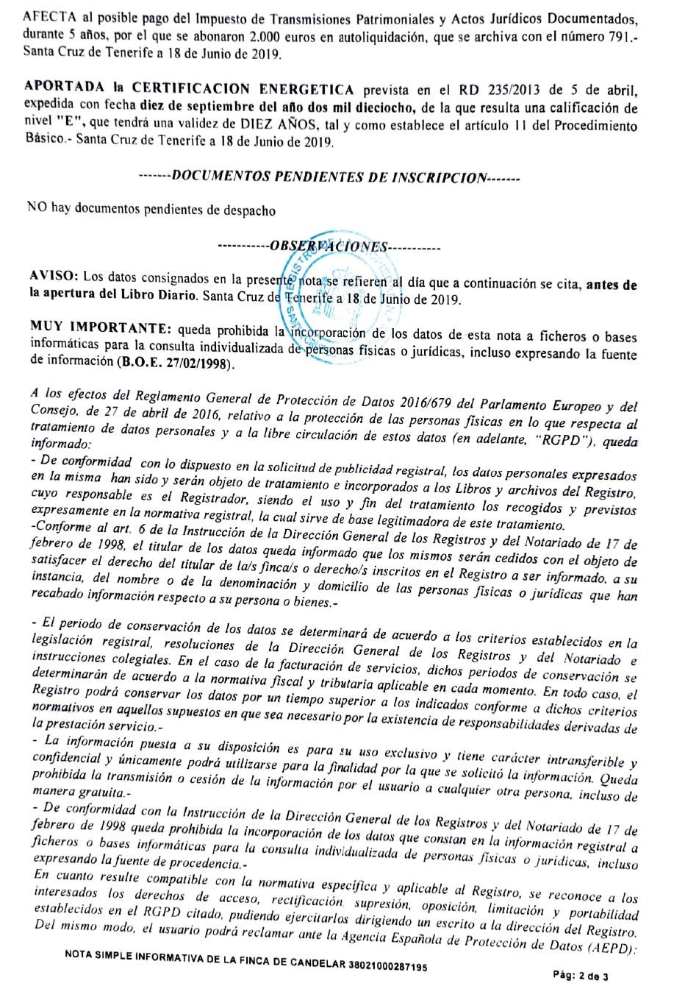 AFECTA al posible pago del Impuesto de Transmisiones Patrimoniales y Actos Jurídicos Documentados,
durante 5 años, por el que se abonaron 2.000 euros en autoliquidación, que se archiva con el número 791.-
Santa Cruz de Tenerife a 18 de Junio de 2019.
APORTADA la CERTIFICACION ENERGETICA prevista en el RD 235/2013 de 5 de abril,
expedida con fecha diez de septiembre del año dos mil dieciocho, de la que resulta una calificación de
nivel "E", que tendrá una validez de DIEZ AÑOS, tal y como establece el artículo 11 del Procedimiento
Básico.- Santa Cruz de Tenerife a 18 de Junio de 2019.
-------DOCUMENTOS PENDIENTES DE INSCRIPCION-------
NO hay documentos pendientes de despacho
-----------OBSERVACIONES-----------
AVISO: Los datos consignados en la presente nota se refieren al día que a continuación se cita, antes de
la apertura del Libro Diario. Santa Cruz de Tenerife a 18 de Junio de 2019.
MUY IMPORTANTE: queda prohibida la incorporación de los datos de esta nota a ficheros o bases
informáticas para la consulta individualizada de personas físicas o jurídicas, incluso expresando la fuente
de información (B.O.E. 27/02/1998).
A los efectos del Reglamento General de Protección de Datos 2016/679 del Parlamento Europeo y del
Consejo, de 27 de abril de 2016, relativo a la protección de las personas físicas en lo que respecta al
tratamiento de datos personales y a la libre circulación de estos datos (en adelante, "RGPD"), queda
informado:
- De conformidad con lo dispuesto en la solicitud de publicidad registral, los datos personales expresados
en la misma han sido y serán objeto de tratamiento e incorporados a los Libros y archivos del Registro,
cuyo responsable es el Registrador, siendo el uso y fin del tratamiento los recogidos y previstos
expresamente en la normativa registral, la cual sirve de base legitimadora de este tratamiento.
-Conforme al art. 6 de la Instrucción de la Dirección General de los Registros y del Notariado de 17 de
febrero de 1998, el titular de los datos queda informado que los mismos serán cedidos con el objeto de
satisfacer el derecho del titular de la/s finca/s o derecho/s inscritos en el Registro a ser informado, a su
instancia, del nombre o de la denominación y domicilio de las personas físicas o jurídicas que han
recabado información respecto a su persona o bienes.-
- El periodo de conservación de los datos se determinará de acuerdo a los criterios establecidos en la
legislación registral, resoluciones de la Dirección General de los Registros y del Notariado e
instrucciones colegiales. En el caso de la facturación de servicios, dichos periodos de conservación se
determinarán de acuerdo a la normativa fiscal y tributaria aplicable en cada momento. En todo caso, el
Registro podrá conservar los datos por un tiempo superior a los indicados conforme a dichos criterios
normativos en aquellos supuestos en que sea necesario por la existencia de responsabilidades derivadas de
la prestación servicio.-
- La información puesta a su disposición es para su uso exclusivo y tiene carácter intransferible y
confidencial y únicamente podrá utilizarse para la finalidad por la que se solicitó la información. Queda
prohibida la transmisión o cesión de la información por el usuario a cualquier otra persona, incluso de
manera gratuita.-
- De conformidad con la Instrucción de la Dirección General de los Registros y del Notariado de 17 de
febrero de 1998 queda prohibida la incorporación de los datos que constan en la información registral a
ficheros o bases informáticas para la consulta individualizada de personas físicas o jurídicas, incluso
expresando la fuente de procedencia.-
En cuanto resulte compatible con la normativa específica y aplicable al Registro, se reconoce a los
interesados los derechos de acceso, rectificación, supresión, oposición, limitación y portabilidad
establecidos en el RGPD citado, pudiendo ejercitarlos dirigiendo un escrito a la dirección del Registro.
Del mismo modo, el usuario podrá reclamar ante la Agencia Española de Protección de Datos (AEPD):
NOTA SIMPLE INFORMATIVA DE LA FINCA DE CANDELAR 38021000287195
Pág: 2 de 3